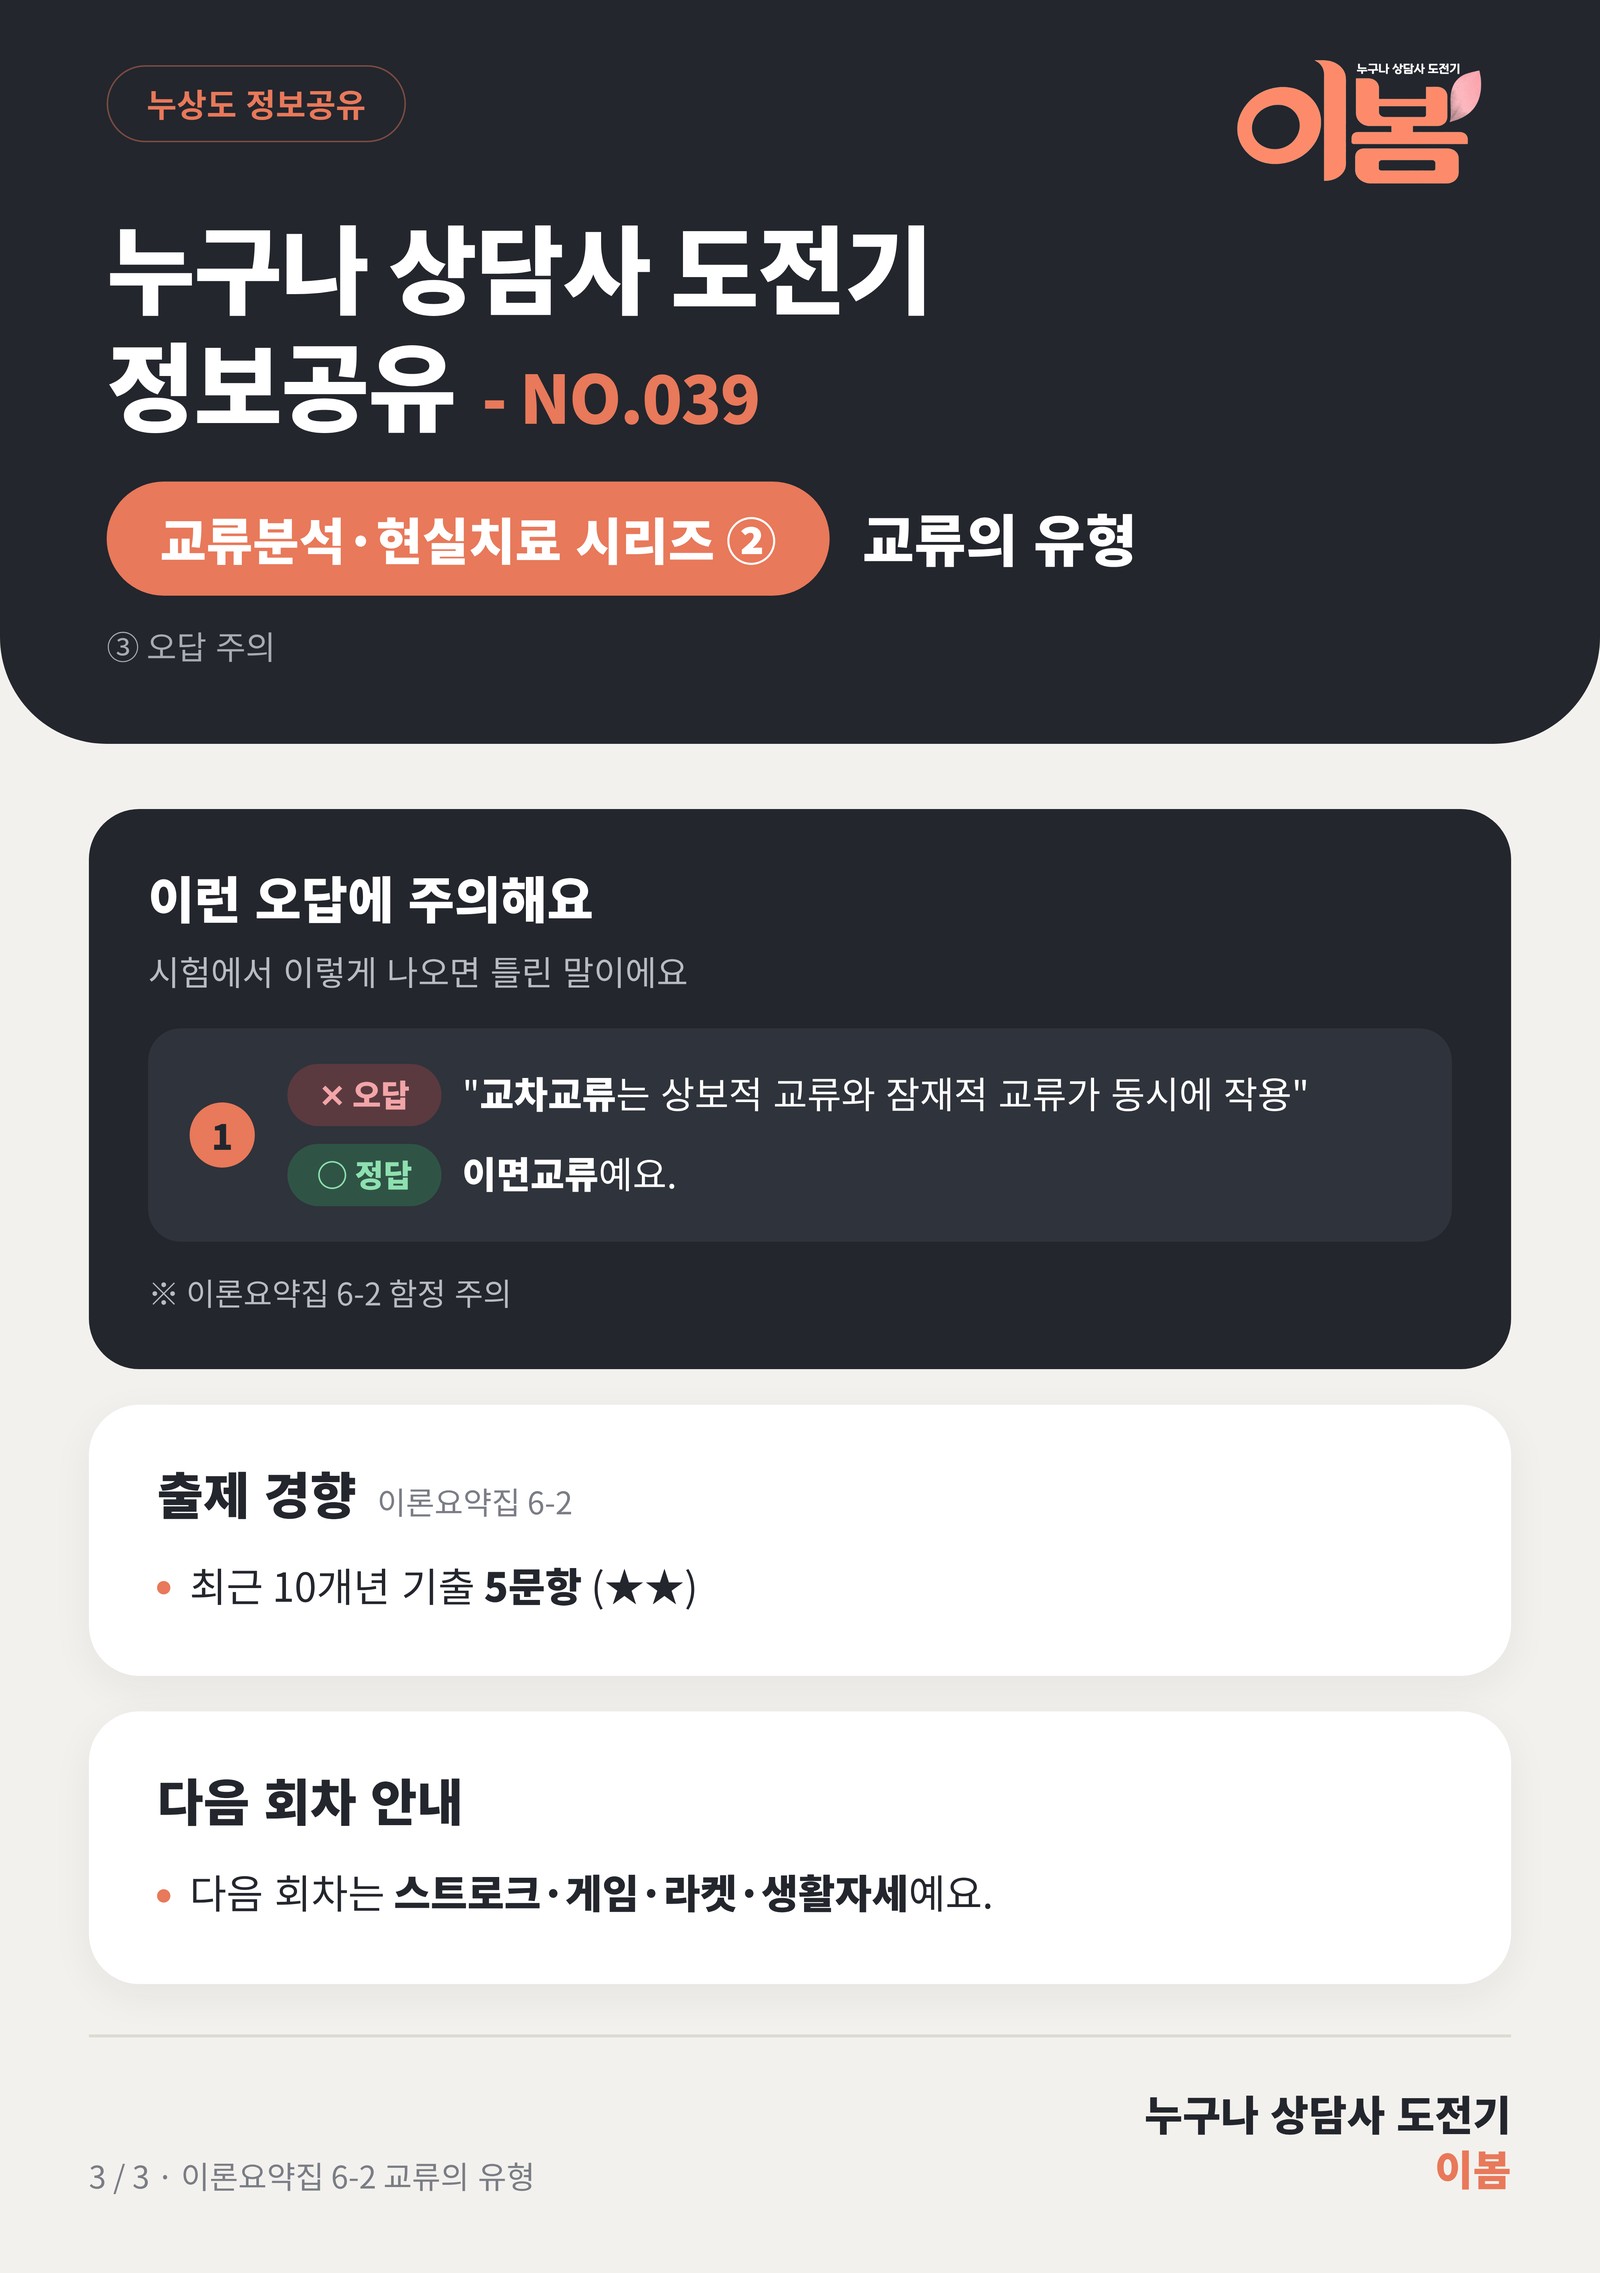 누상도 정보공유
누구나 상담사 도전기
이봄
누구나 상담사 도전기
정보공유 - NO.039
교류분석·현실치료 시리즈 ② 교류의 유형
③ 오답 주의
이런 오답에 주의해요
시험에서 이렇게 나오면 틀린 말이에요
1
✕ 오답 "교차교류는 상보적 교류와 잠재적 교류가 동시에 작용"
○ 정답 이면교류예요.
※ 이론요약집 6-2 함정 주의
출제 경향 이론요약집 6-2
• 최근 10개년 기출 5문항 (★★)
다음 회차 안내
• 다음 회차는 스트로크·게임·라켓·생활자세예요.
누구나 상담사 도전기
3 / 3 · 이론요약집 6-2 교류의 유형
이봄